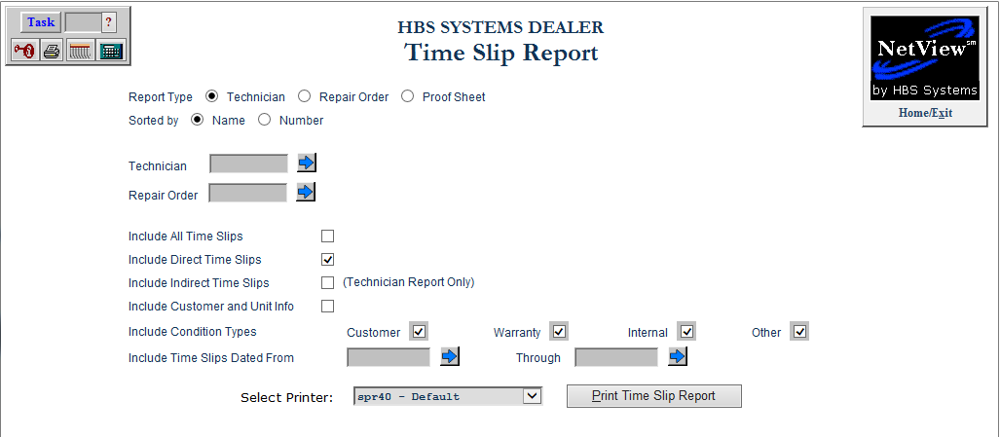 Task ?
HBS SYSTEMS DEALER
Time Slip Report
NetView℠
by HBS Systems
Home/Exit
Report Type Technician Repair Order Proof Sheet
Sorted by Name Number
Technician
Repair Order
Include All Time Slips
Include Direct Time Slips
Include Indirect Time Slips (Technician Report Only)
Include Customer and Unit Info
Include Condition Types Customer Warranty Internal Other
Include Time Slips Dated From Through
Select Printer: spr40 - Default Print Time Slip Report